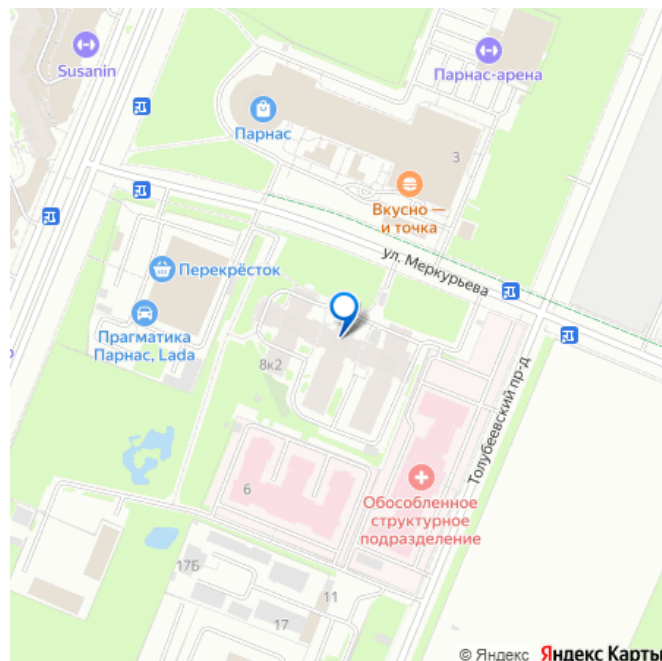 Susanin
Парнас-арена
Парнас
3
Вкусно —
и точка
ул. Меркурьева
Перекрёсток
Прагматика
Парнас, Lada
8к2
Толубеевский пр-д
6
Обособленное
структурное
подразделение
17Б
11
17
© Яндекс Яндекс Карты